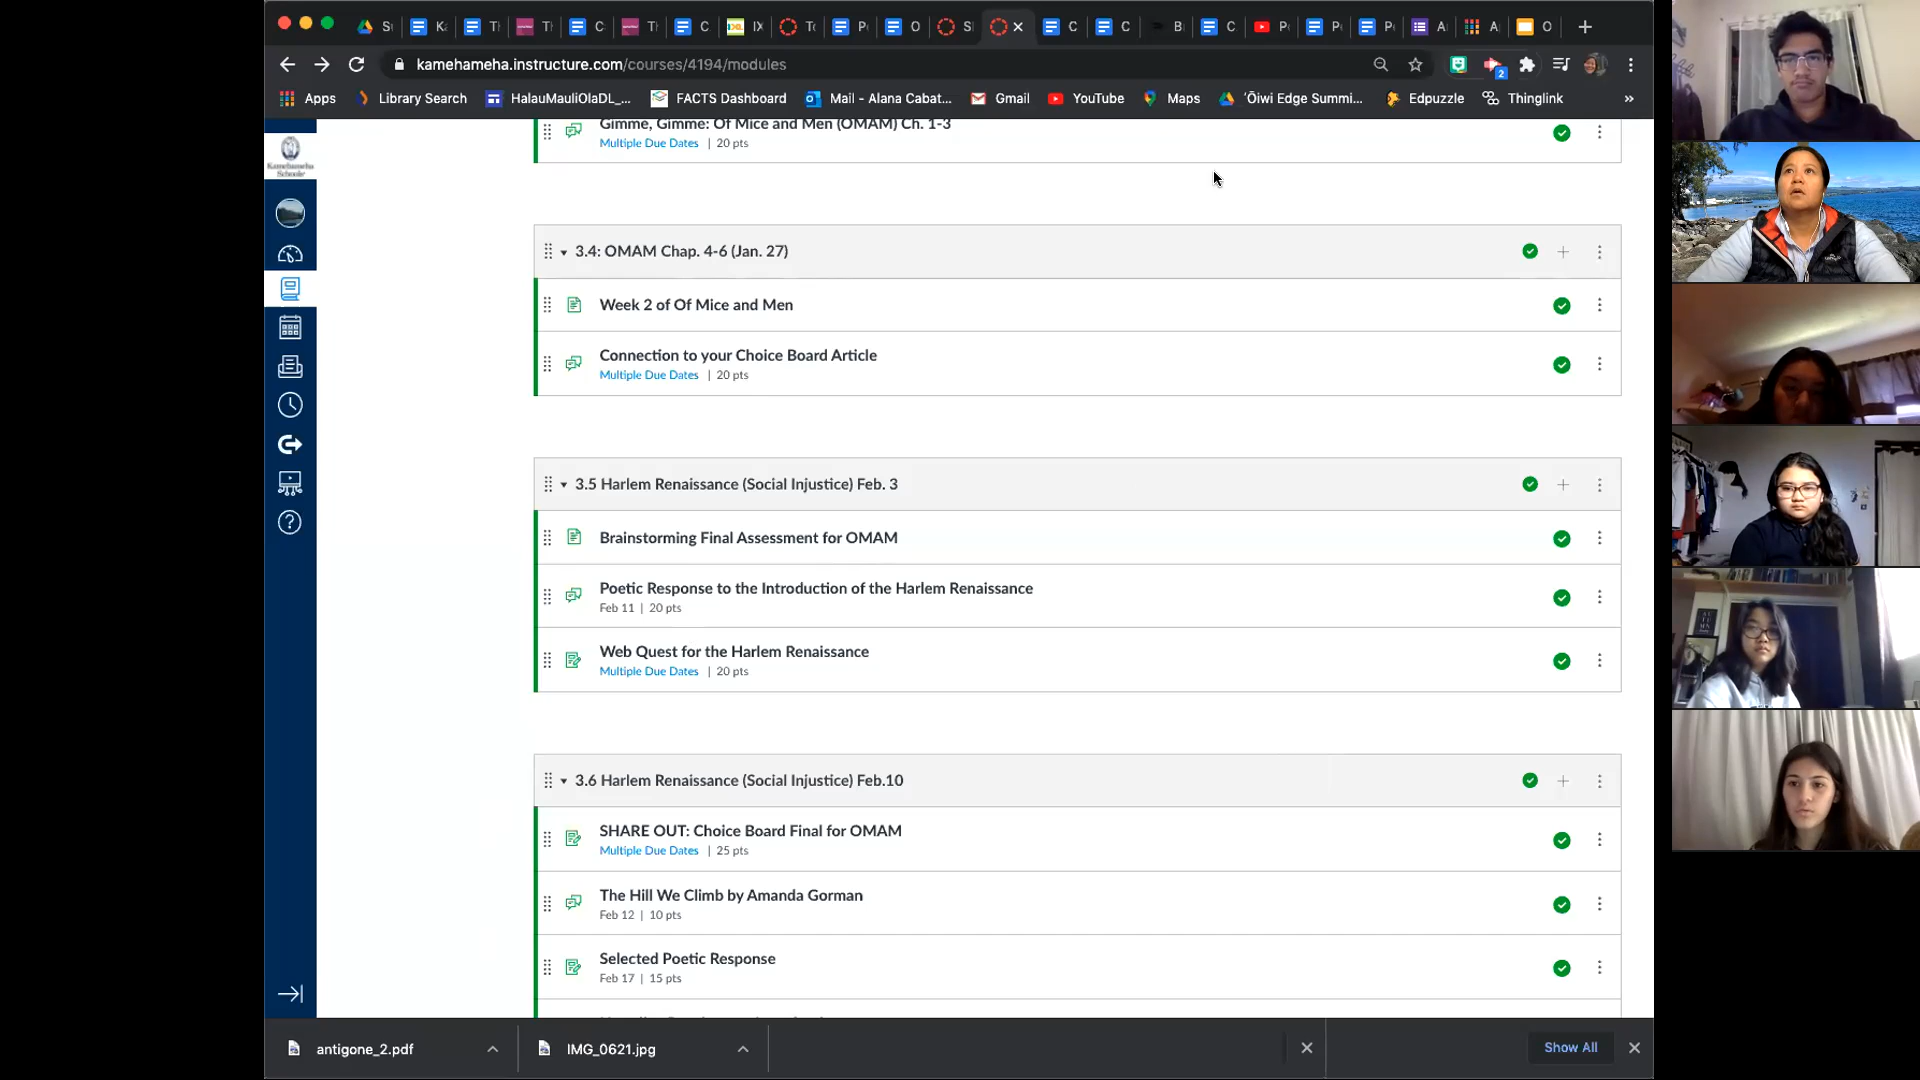 S
K
T
T
C
T
C
IX
T
P
O
S
C
C
B
C
P
P
P
A
A
O
kamehameha.instructure.com/courses/4194/modules
2
Apps
Library Search
HalauMauliOlaDL_...
FACTS Dashboard
Mail - Alana Cabat...
Gmail
YouTube
Maps
'Ōiwi Edge Summi...
Edpuzzle
Thinglink
»
Kamehameha
Schools
Gimme, Gimme: Of Mice and Men (OMAM) Ch. 1-3
Multiple Due Dates | 20 pts
3.4: OMAM Chap. 4-6 (Jan. 27)
Week 2 of Of Mice and Men
Connection to your Choice Board Article
Multiple Due Dates | 20 pts
3.5 Harlem Renaissance (Social Injustice) Feb. 3
Brainstorming Final Assessment for OMAM
Poetic Response to the Introduction of the Harlem Renaissance
Feb 11 | 20 pts
Web Quest for the Harlem Renaissance
Multiple Due Dates | 20 pts
3.6 Harlem Renaissance (Social Injustice) Feb.10
SHARE OUT: Choice Board Final for OMAM
Multiple Due Dates | 25 pts
The Hill We Climb by Amanda Gorman
Feb 12 | 10 pts
Selected Poetic Response
Feb 17 | 15 pts
antigone_2.pdf
IMG_0621.jpg
Show All